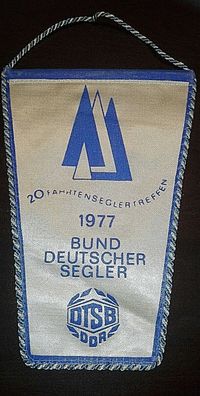 20 FAHRTENSEGLERTREFFEN
1977
BUND
DEUTSCHER
SEGLER
DTSB
DDR